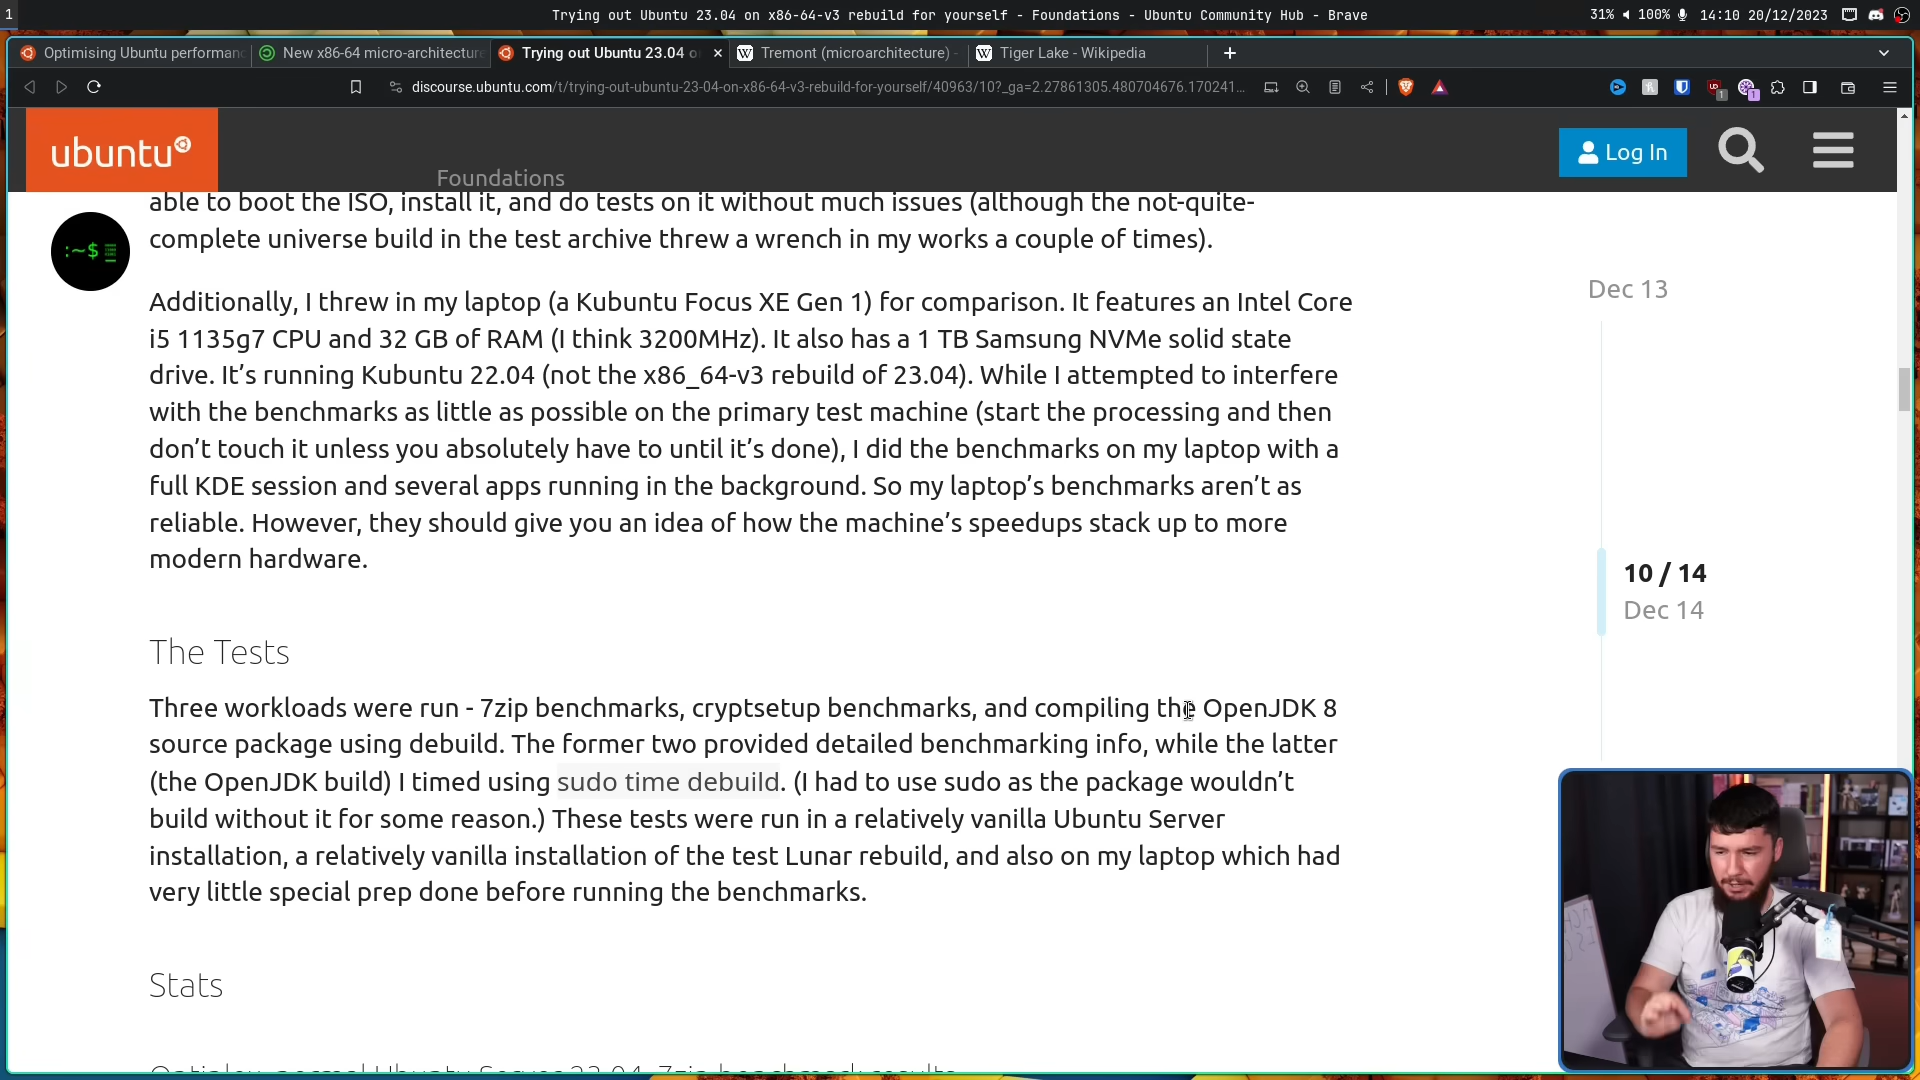 1
Trying out Ubuntu 23.04 on x86-64-v3 rebuild for yourself - Foundations - Ubuntu Community Hub - Brave
31% 100% 14:10 20/12/2023
Optimising Ubuntu performanc
New x86-64 micro-architecture
Trying out Ubuntu 23.04 o
Tremont (microarchitecture) -
Tiger Lake - Wikipedia
discourse.ubuntu.com/t/trying-out-ubuntu-23-04-on-x86-64-v3-rebuild-for-yourself/40963/10?_ga=2.27861305.480704676.170241...
ubuntu
Foundations
Log In
able to boot the ISO, install it, and do tests on it without much issues (although the not-quite-
complete universe build in the test archive threw a wrench in my works a couple of times).
:~$
Additionally, I threw in my laptop (a Kubuntu Focus XE Gen 1) for comparison. It features an Intel Core
i5 1135g7 CPU and 32 GB of RAM (I think 3200MHz). It also has a 1 TB Samsung NVMe solid state
drive. It’s running Kubuntu 22.04 (not the x86_64-v3 rebuild of 23.04). While I attempted to interfere
with the benchmarks as little as possible on the primary test machine (start the processing and then
don’t touch it unless you absolutely have to until it’s done), I did the benchmarks on my laptop with a
full KDE session and several apps running in the background. So my laptop’s benchmarks aren’t as
reliable. However, they should give you an idea of how the machine’s speedups stack up to more
modern hardware.
Dec 13
10 / 14
Dec 14
The Tests
Three workloads were run - 7zip benchmarks, cryptsetup benchmarks, and compiling the OpenJDK 8
source package using debuild. The former two provided detailed benchmarking info, while the latter
(the OpenJDK build) I timed using sudo time debuild. (I had to use sudo as the package wouldn’t
build without it for some reason.) These tests were run in a relatively vanilla Ubuntu Server
installation, a relatively vanilla installation of the test Lunar rebuild, and also on my laptop which had
very little special prep done before running the benchmarks.
Stats
Optiplex, normal Ubuntu Server 23.04, 7zip benchmark results